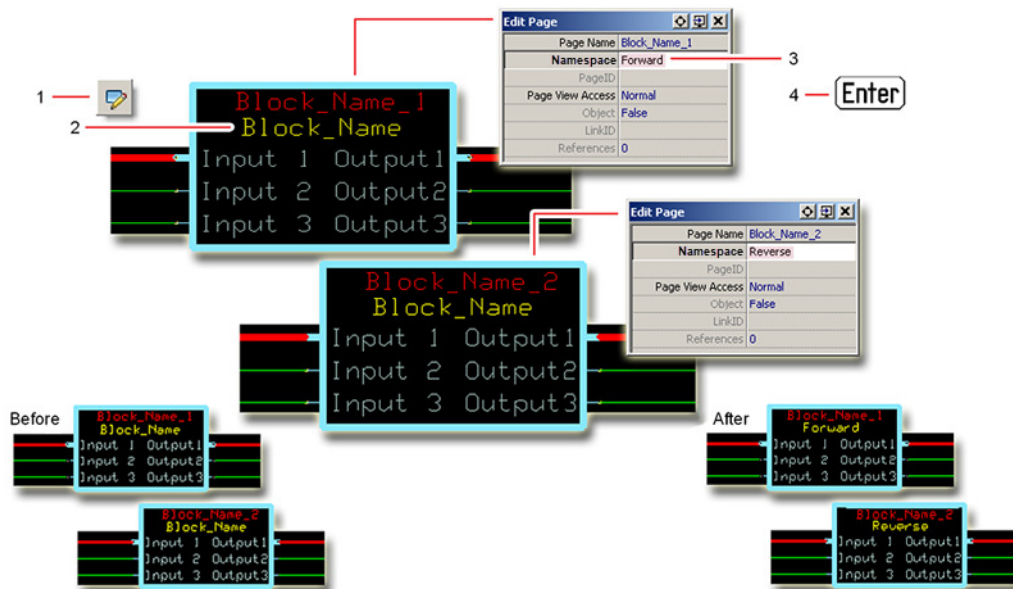 Edit Page
Page Name Block_Name_1
Namespace Forward
PageID
Page View Access Normal
Object False
LinkID
References 0
3
4
Enter
1
2
Block_Name_1
Block_Name
Input 1 Output1
Input 2 Output2
Input 3 Output3
Edit Page
Page Name Block_Name_2
Namespace Reverse
PageID
Page View Access Normal
Object False
LinkID
References 0
Block_Name_2
Block_Name
Input 1 Output1
Input 2 Output2
Input 3 Output3
Before
Block_Name_1
Block_Name
Input 1 Output1
Input 2 Output2
Input 3 Output3
Block_Name_2
Block_Name
Input 1 Output1
Input 2 Output2
Input 3 Output3
After
Block_Name_1
Forward
Input 1 Output1
Input 2 Output2
Input 3 Output3
Block_Name_2
Reverse
Input 1 Output1
Input 2 Output2
Input 3 Output3